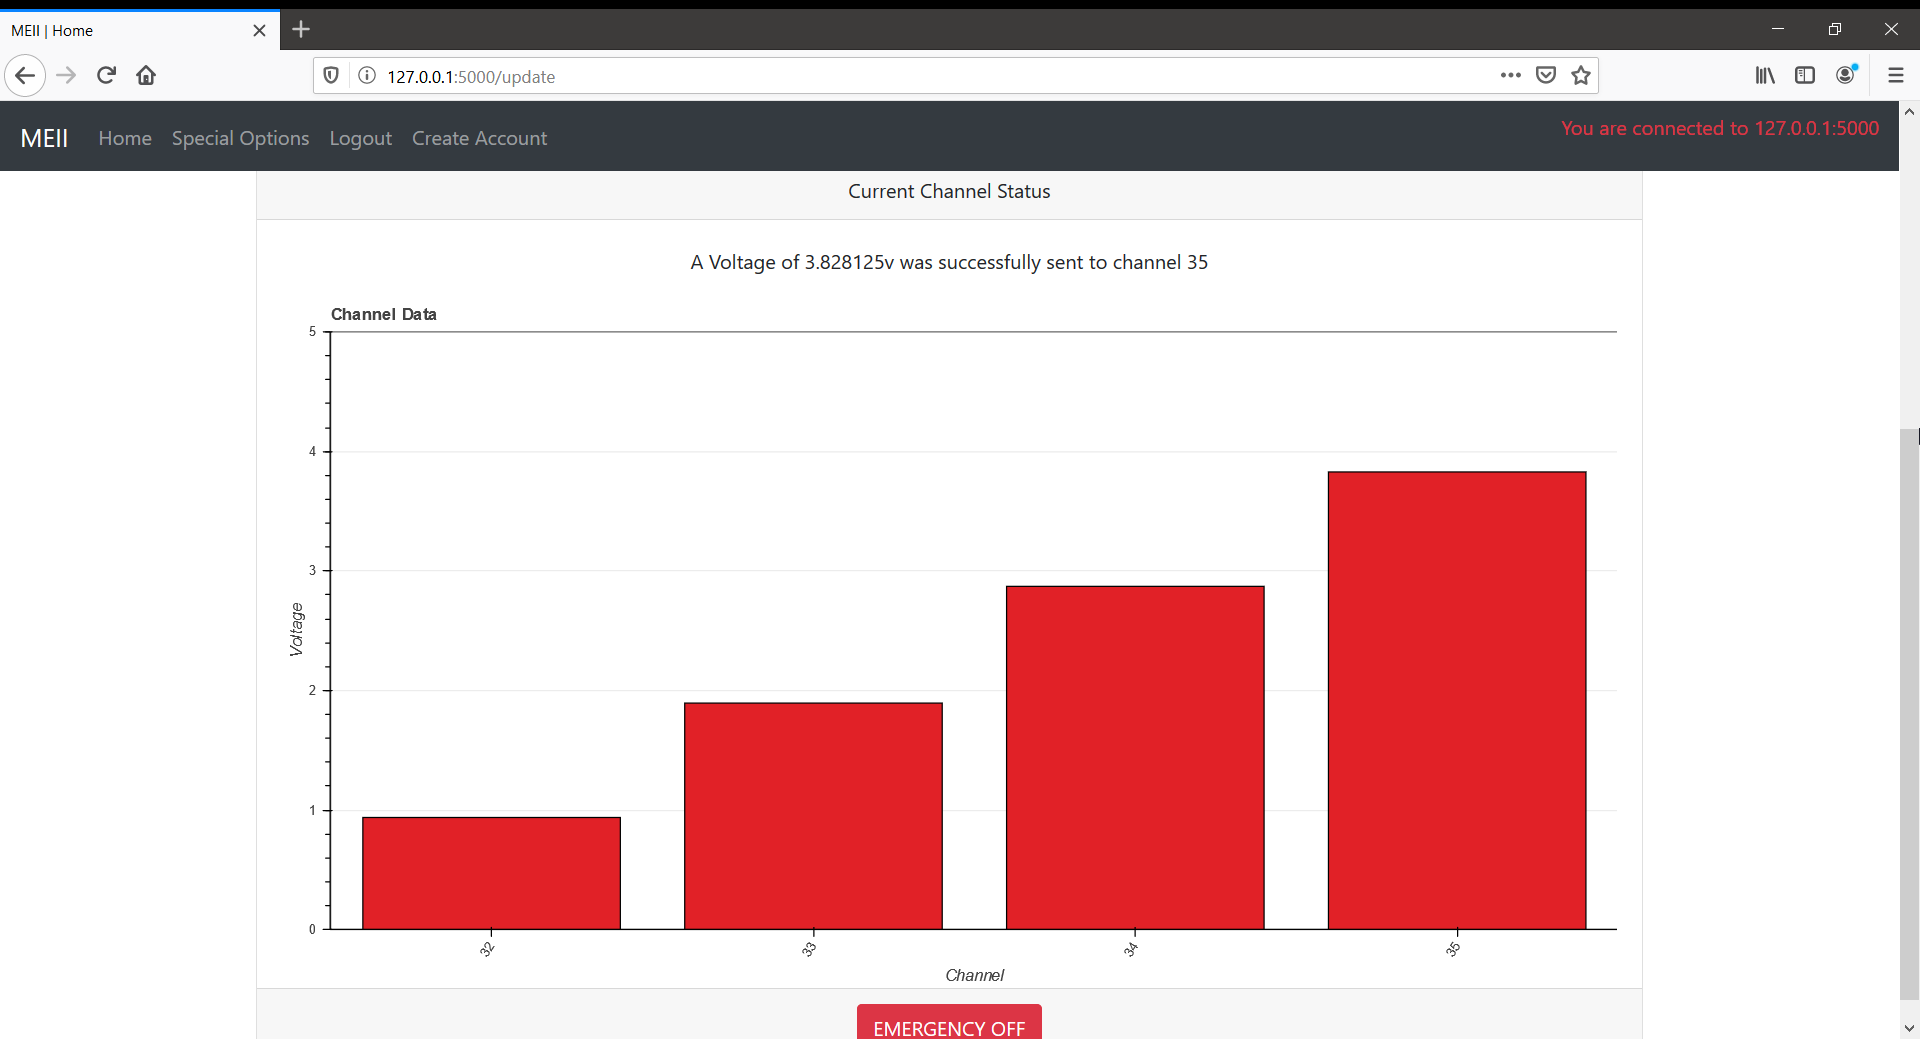 MEII | Home
127.0.0.1:5000/update
MEII Home Special Options Logout Create Account
You are connected to 127.0.0.1:5000
Current Channel Status
A Voltage of 3.828125v was successfully sent to channel 35
Channel Data
5
4
3
2
1
0
Voltage
32 33 34 35
Channel
EMERGENCY OFF